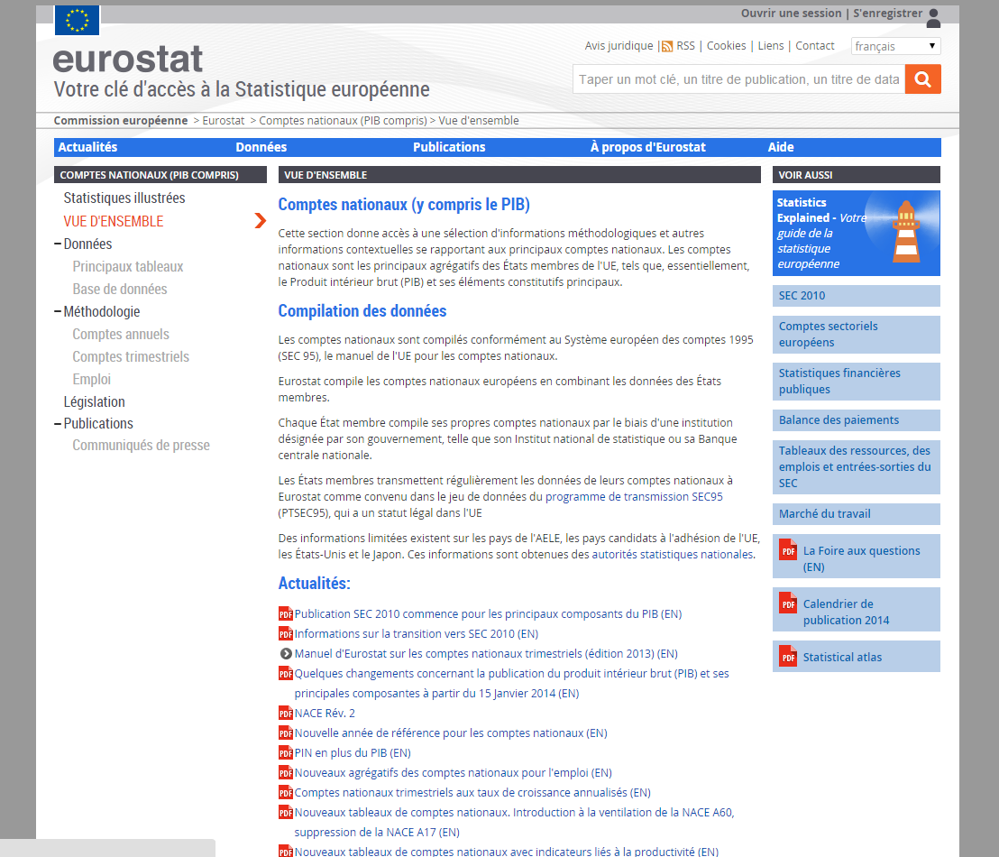 Ouvrir une session | S'enregistrer
Avis juridique | RSS | Cookies | Liens | Contact
français
eurostat
Votre clé d'accès à la Statistique européenne
Taper un mot clé, un titre de publication, un titre de data
Commission européenne > Eurostat > Comptes nationaux (PIB compris) > Vue d'ensemble
Actualités Données Publications À propos d'Eurostat Aide
COMPTES NATIONAUX (PIB COMPRIS)
Statistiques illustrées
VUE D'ENSEMBLE
Données
Principaux tableaux
Base de données
Méthodologie
Comptes annuels
Comptes trimestriels
Emploi
Législation
Publications
Communiqués de presse
VUE D'ENSEMBLE
Comptes nationaux (y compris le PIB)
Cette section donne accès à une sélection d'informations méthodologiques et autres
informations contextuelles se rapportant aux principaux comptes nationaux. Les comptes
nationaux sont les principaux agrégatifs des États membres de l'UE, tels que, essentiellement,
le Produit intérieur brut (PIB) et ses éléments constitutifs principaux.
Compilation des données
Les comptes nationaux sont compilés conformément au Système européen des comptes 1995
(SEC 95), le manuel de l'UE pour les comptes nationaux.
Eurostat compile les comptes nationaux européens en combinant les données des États
membres.
Chaque État membre compile ses propres comptes nationaux par le biais d'une institution
désignée par son gouvernement, telle que son Institut national de statistique ou sa Banque
centrale nationale.
Les États membres transmettent régulièrement les données de leurs comptes nationaux à
Eurostat comme convenu dans le jeu de données du programme de transmission SEC95
(PTSEC95), qui a un statut légal dans l'UE
Des informations limitées existent sur les pays de l'AELE, les pays candidats à l'adhésion de l'UE,
les États-Unis et le Japon. Ces informations sont obtenues des autorités statistiques nationales.
Actualités:
PDF Publication SEC 2010 commence pour les principaux composants du PIB (EN)
PDF Informations sur la transition vers SEC 2010 (EN)
Manuel d'Eurostat sur les comptes nationaux trimestriels (édition 2013) (EN)
PDF Quelques changements concernant la publication du produit intérieur brut (PIB) et ses
principales composantes à partir du 15 Janvier 2014 (EN)
PDF NACE Rév. 2
PDF Nouvelle année de référence pour les comptes nationaux (EN)
PDF PIN en plus du PIB (EN)
PDF Nouveaux agrégatifs des comptes nationaux pour l'emploi (EN)
PDF Comptes nationaux trimestriels aux taux de croissance annualisés (EN)
PDF Nouveaux tableaux de comptes nationaux. Introduction à la ventilation de la NACE A60,
suppression de la NACE A17 (EN)
PDF Nouveaux tableaux de comptes nationaux avec indicateurs liés à la productivité (EN)
VOIR AUSSI
Statistics
Explained - Votre
guide de la
statistique
européenne
SEC 2010
Comptes sectoriels
européens
Statistiques financières
publiques
Balance des paiements
Tableaux des ressources, des
emplois et entrées-sorties du
SEC
Marché du travail
PDF La Foire aux questions
(EN)
PDF Calendrier de
publication 2014
PDF Statistical atlas